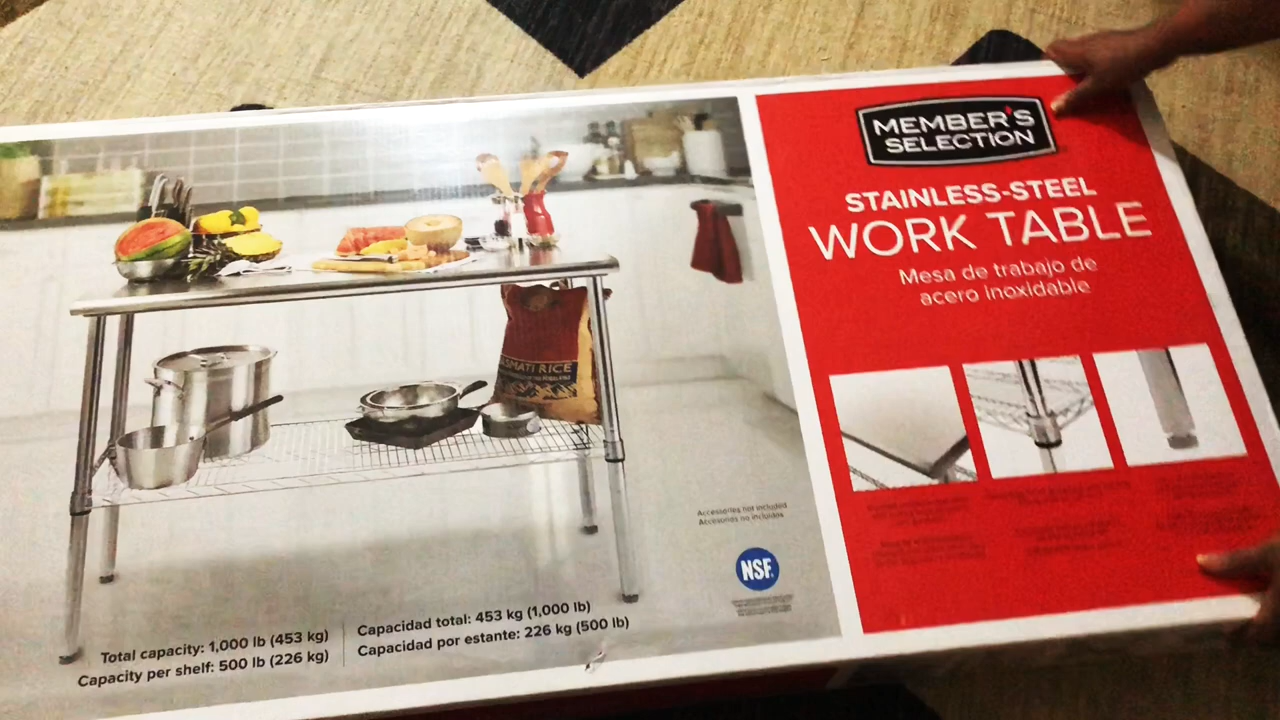 MEMBER'S
SELECTION
STAINLESS-STEEL
WORK TABLE
Mesa de trabajo de
acero inoxidable
RICE
Accessories not included
Accesorios no incluidos
NSF
Total capacity: 1,000 lb (453 kg)
Capacity per shelf: 500 lb (226 kg)
Capacidad total: 453 kg (1,000 lb)
Capacidad por estante: 226 kg (500 lb)